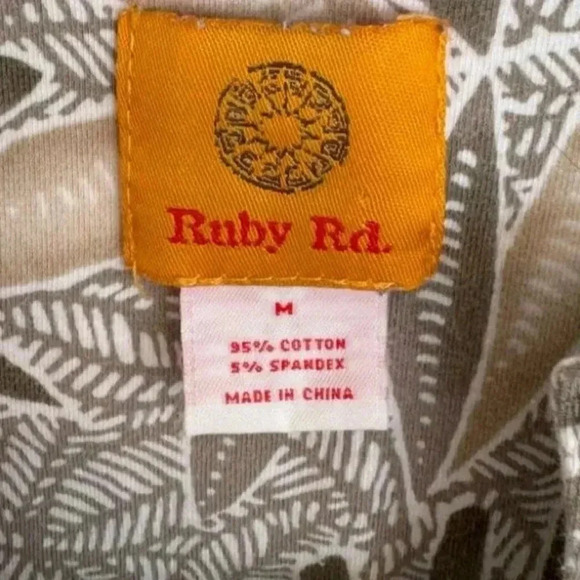 Ruby Rd.
M
95% COTTON
5% SPANDEX
MADE IN CHINA